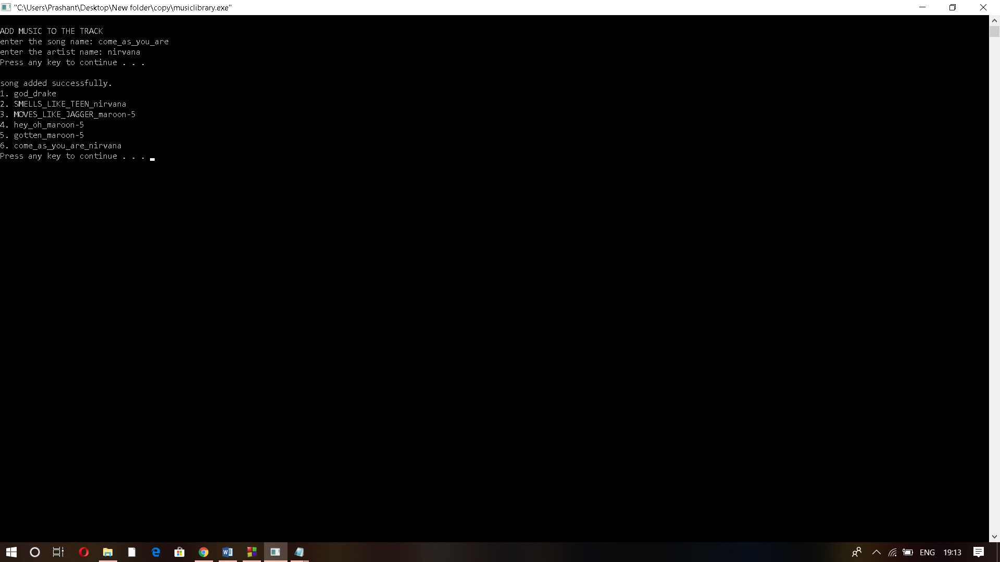 "C:\Users\Prashant\Desktop\New folder\copy\musiclibrary.exe"
ADD MUSIC TO THE TRACK
enter the song name: come_as_you_are
enter the artist name: nirvana
Press any key to continue . . .
song added successfully.
1. god_drake
2. SMELLS_LIKE_TEEN_nirvana
3. MOVES_LIKE_JAGGER_maroon-5
4. hey_oh_maroon-5
5. gotten_maroon-5
6. come_as_you_are_nirvana
Press any key to continue . . .
ENG 19:13